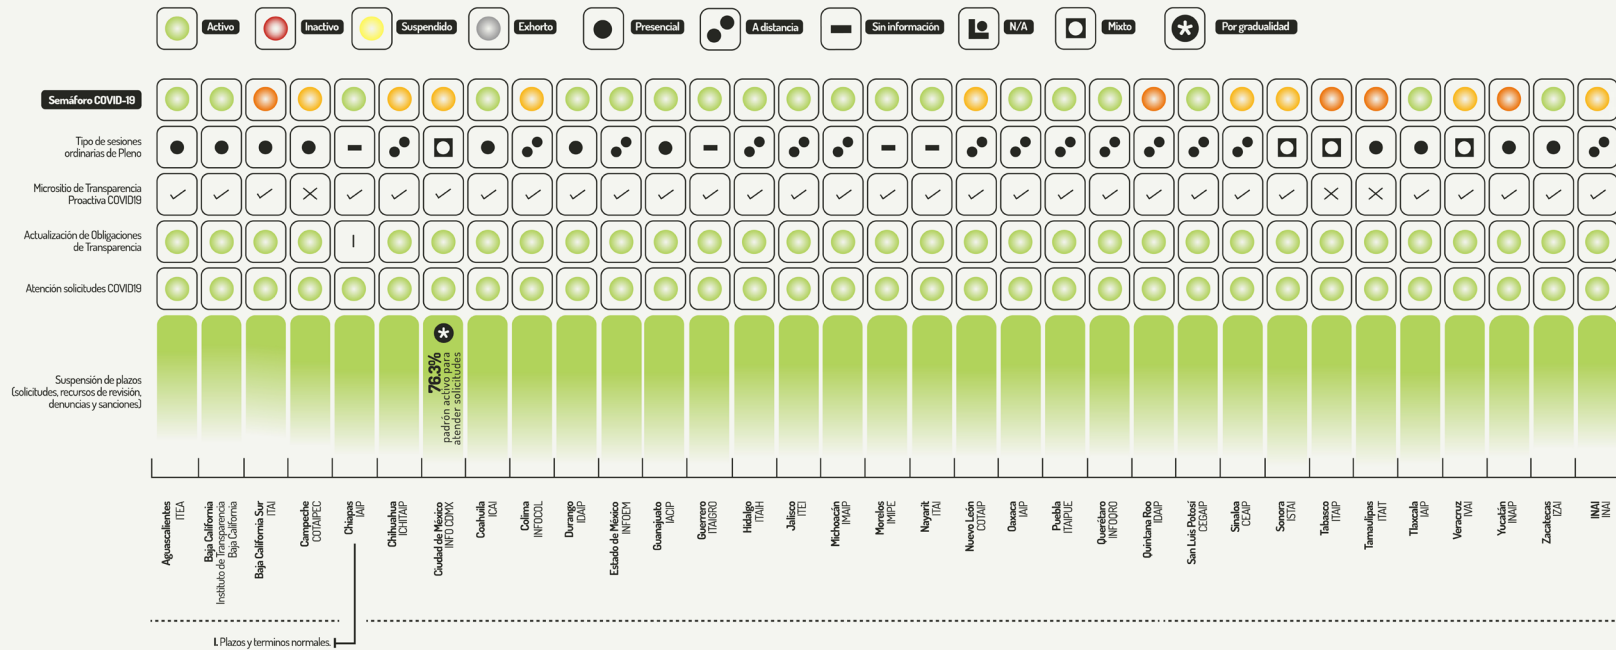 Activo
Inactivo
Suspendido
Exhorto
Presencial
A distancia
Sin información
N/A
Mixto
Por gradualidad
Semáforo COVID-19
Tipo de sesiones
ordinarias de Pleno
Micrositio de Transparencia
Proactiva COVID19
Actualización de Obligaciones
de Transparencia
Atención solicitudes COVID19
Suspensión de plazos
(solicitudes, recursos de revisión,
denuncias y sanciones)
76.3%
padrón activo para
atender solicitudes
Aguascalientes
ITEA
Baja California
Instituto de Transparencia
Baja California
Baja California Sur
ITAI
Campeche
COTAIPEC
Chiapas
IAIP
Chihuahua
ICHITAIP
Ciudad de México
INFO CDMX
Coahuila
ICAI
Colima
INFOCOL
Durango
IDAIP
Estado de México
INFOEM
Guanajuato
IACIP
Guerrero
ITAIGRO
Hidalgo
ITAIH
Jalisco
ITEI
Michoacán
IMAIP
Morelos
IMIPE
Nayarit
ITAI
Nuevo León
COTAIP
Oaxaca
IAIP
Puebla
ITAIPUE
Querétaro
INFOQRO
Quintana Roo
IDAIP
San Luis Potosí
CEGAIP
Sinaloa
CEAIP
Sonora
ISTAI
Tabasco
ITAIP
Tamaulipas
ITAIT
Tlaxcala
IAIP
Veracruz
IVAI
Yucatán
INAIP
Zacatecas
IZAI
INAI
INAI
I. Plazos y terminos normales.